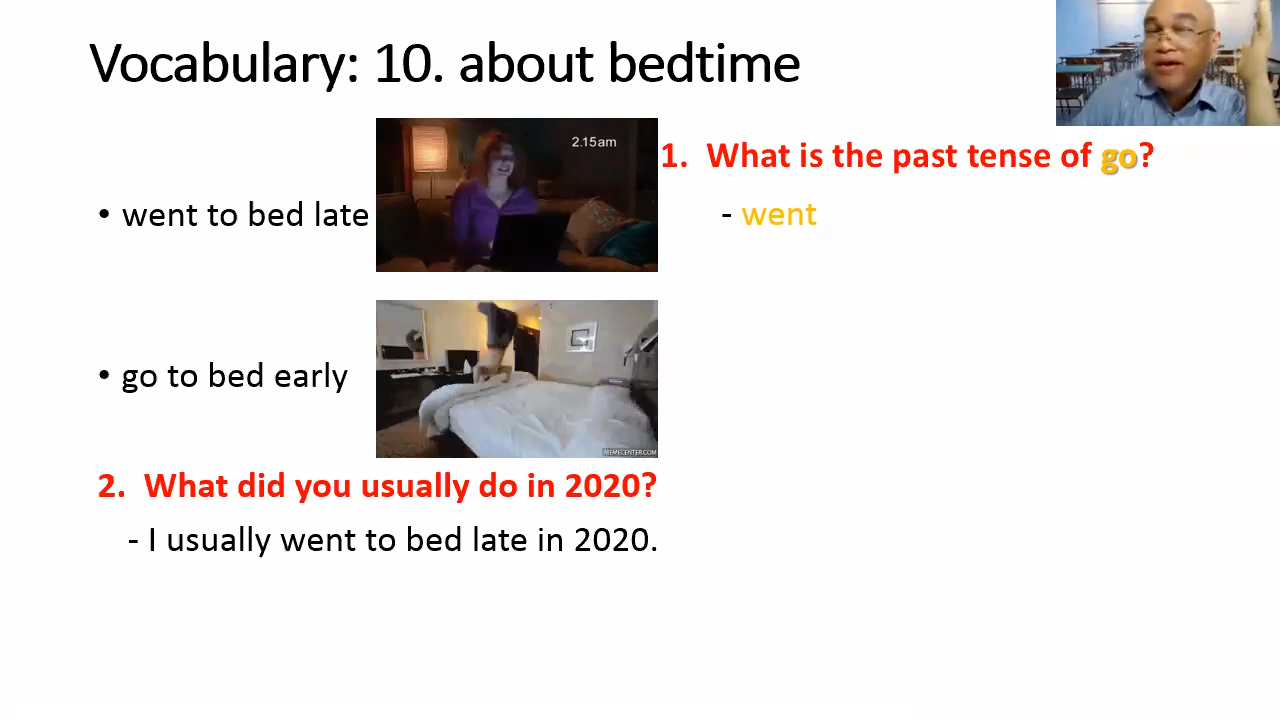 Vocabulary: 10. about bedtime
2.15am
• went to bed late
• go to bed early
MEMECENTER.COM
1. What is the past tense of go?
- went
2. What did you usually do in 2020?
- I usually went to bed late in 2020.